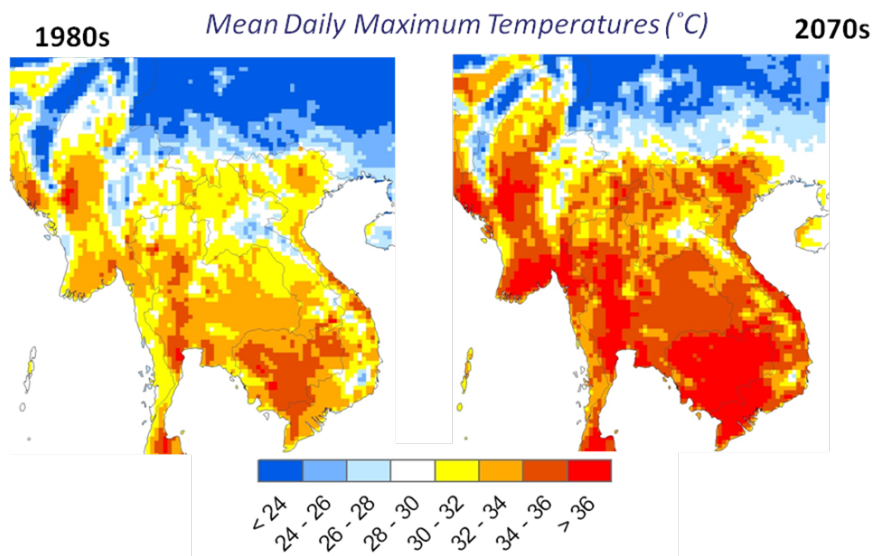 1980s
Mean Daily Maximum Temperatures (˚C)
2070s
< 24
24 - 26
26 - 28
28 - 30
30 - 32
32 - 34
34 - 36
> 36